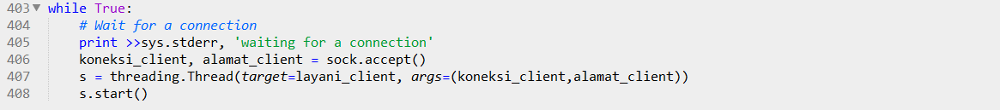 403 while True:
404 # Wait for a connection
405 print >>sys.stderr, 'waiting for a connection'
406 koneksi_client, alamat_client = sock.accept()
407 s = threading.Thread(target=layani_client, args=(koneksi_client,alamat_client))
408 s.start()